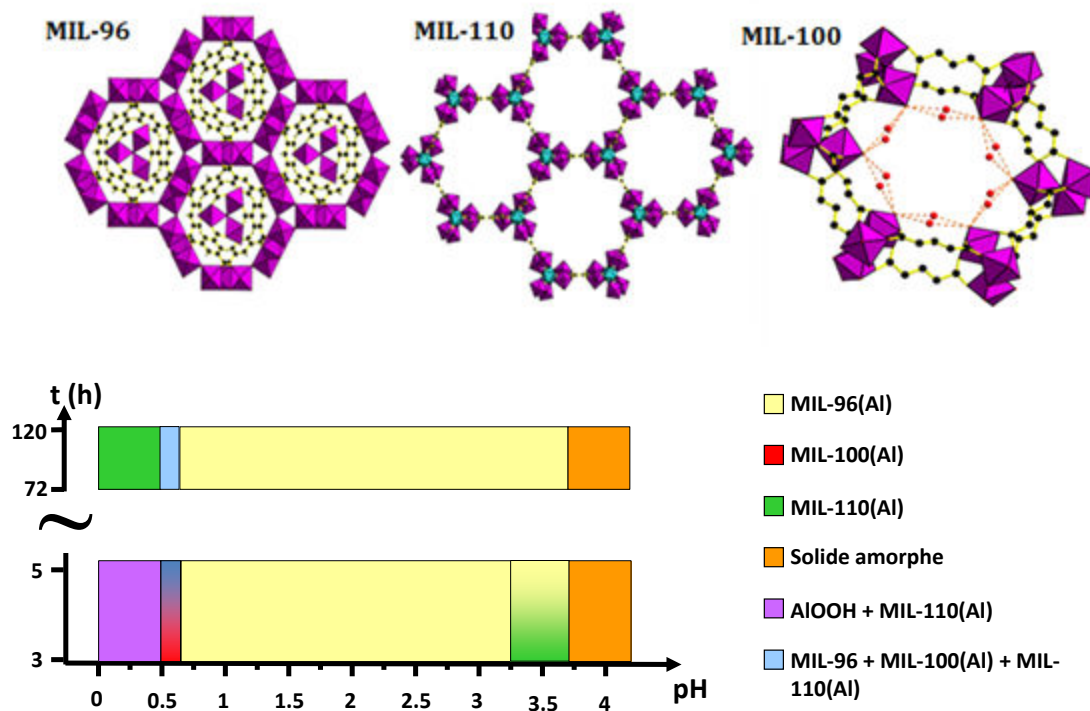 MIL-96
MIL-110
MIL-100
t (h)
120
72
~
5
3
0
0.5
1
1.5
2
2.5
3
3.5
4
pH
MIL-96(Al)
MIL-100(Al)
MIL-110(Al)
Solide amorphe
AlOOH + MIL-110(Al)
MIL-96 + MIL-100(Al) + MIL-
110(Al)